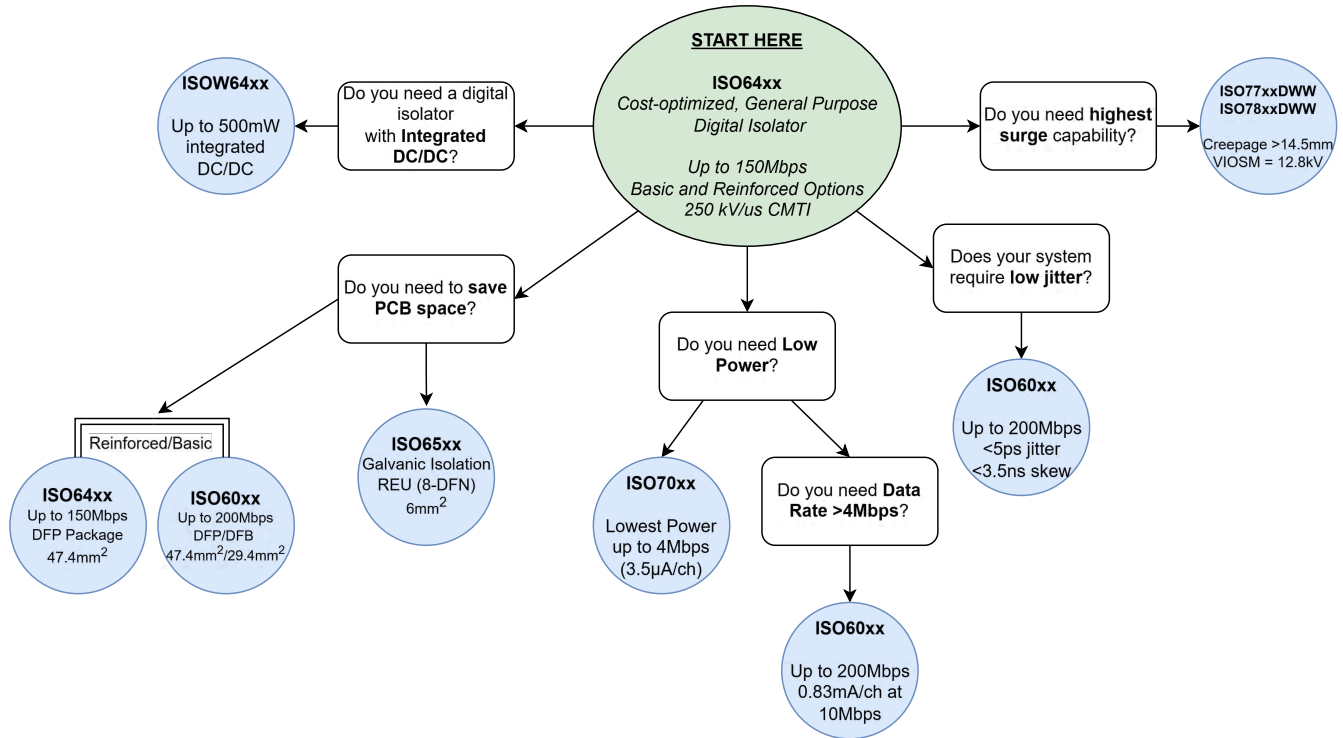 START HERE
ISO64xx
Cost-optimized, General Purpose
Digital Isolator
Up to 150Mbps
Basic and Reinforced Options
250 kV/us CMTI
Do you need a digital
isolator
with Integrated
DC/DC?
ISOW64xx
Up to 500mW
integrated
DC/DC
Do you need highest
surge capability?
ISO77xxDWW
ISO78xxDWW
Creepage >14.5mm
VIOSM = 12.8kV
Do you need to save
PCB space?
Reinforced/Basic
ISO64xx
Up to 150Mbps
DFP Package
47.4mm²
ISO60xx
Up to 200Mbps
DFP/DFB
47.4mm²/29.4mm²
ISO65xx
Galvanic Isolation
REU (8-DFN)
6mm²
Do you need Low
Power?
ISO70xx
Lowest Power
up to 4Mbps
(3.5µA/ch)
Do you need Data
Rate >4Mbps?
ISO60xx
Up to 200Mbps
0.83mA/ch at
10Mbps
Does your system
require low jitter?
ISO60xx
Up to 200Mbps
<5ps jitter
<3.5ns skew